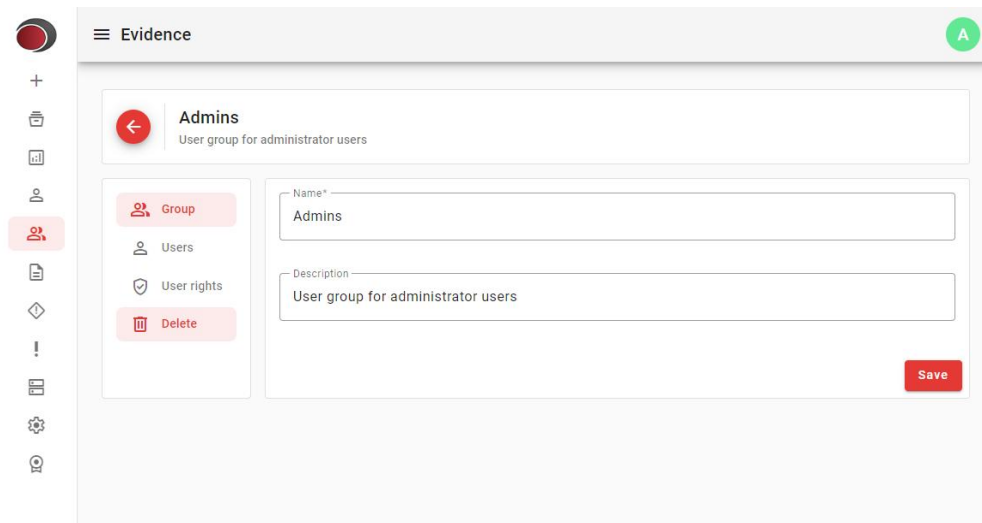 Evidence
A
Admins
User group for administrator users
Group
Users
User rights
Delete
Name*
Admins
Description
User group for administrator users
Save